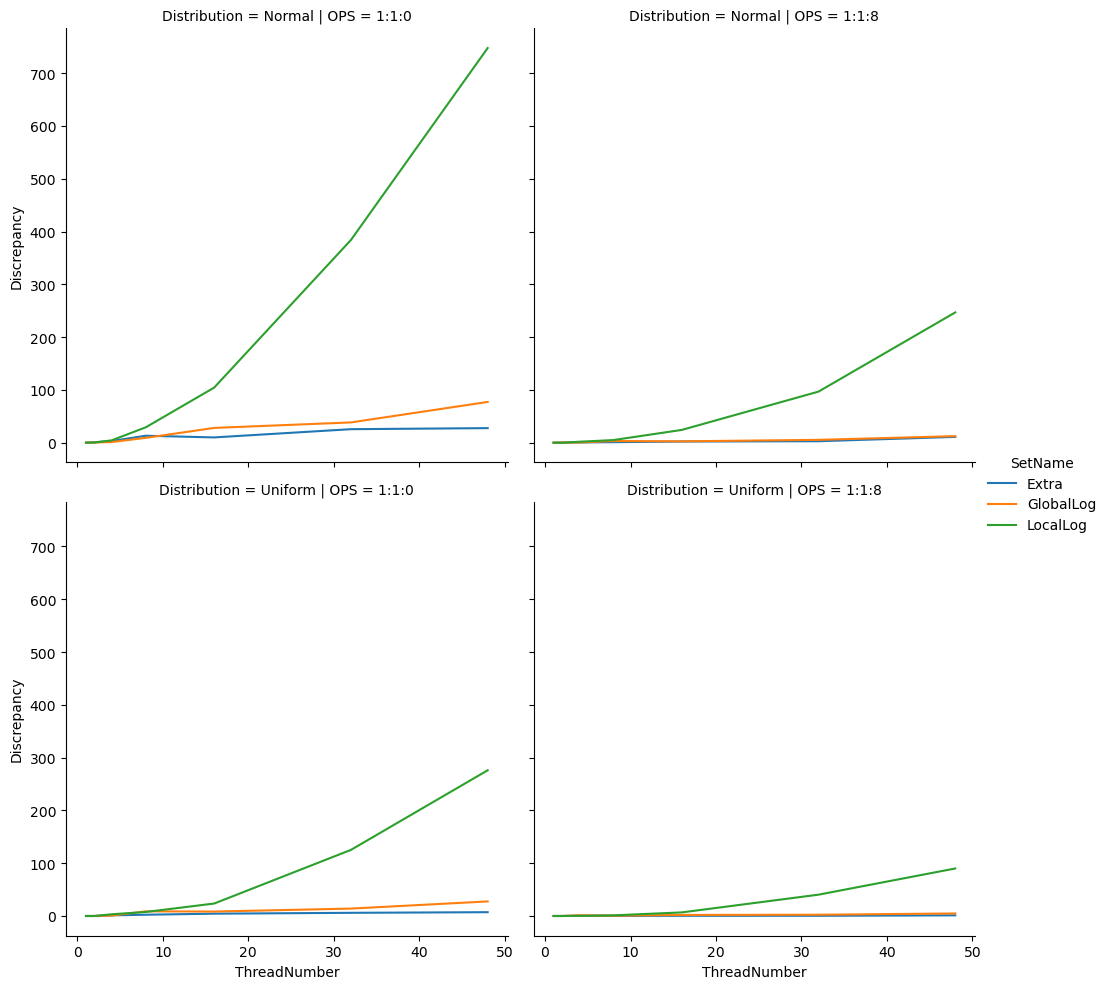 Distribution = Normal | OPS = 1:1:0
Distribution = Normal | OPS = 1:1:8
700
600
500
400
300
200
100
0
Discrepancy
SetName
Extra
GlobalLog
LocalLog
Distribution = Uniform | OPS = 1:1:0
Distribution = Uniform | OPS = 1:1:8
700
600
500
400
300
200
100
0
Discrepancy
0 10 20 30 40 50
ThreadNumber
0 10 20 30 40 50
ThreadNumber